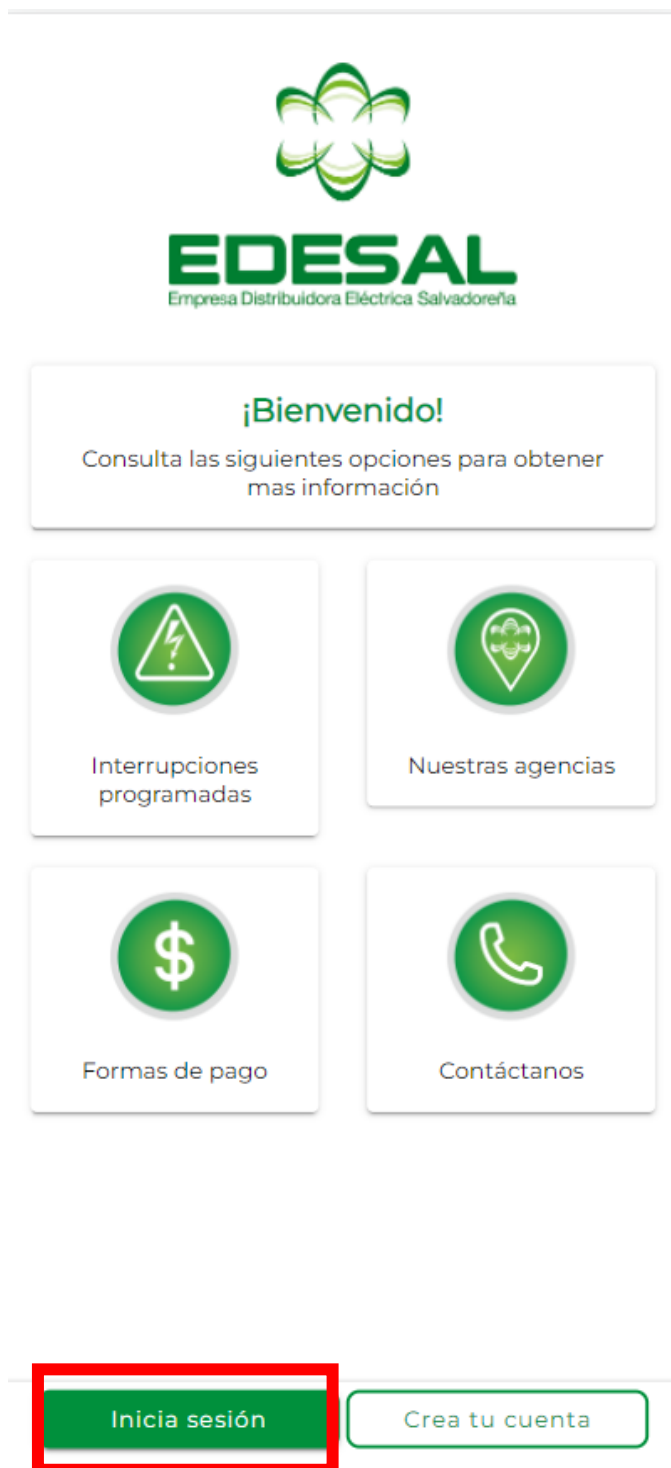 EDESAL
Empresa Distribuidora Eléctrica Salvadoreña
¡Bienvenido!
Consulta las siguientes opciones para obtener
mas información
Interrupciones
programadas
Nuestras agencias
Formas de pago
Contáctanos
Inicia sesión
Crea tu cuenta